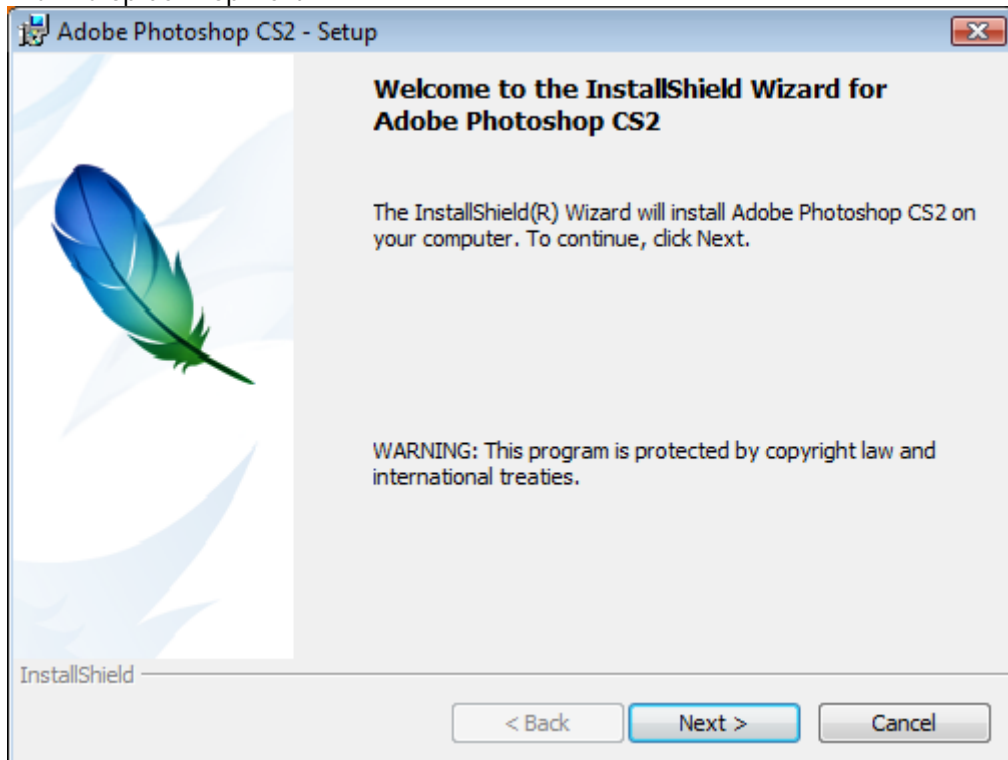 Adobe Photoshop CS2 - Setup
Welcome to the InstallShield Wizard for
Adobe Photoshop CS2
The InstallShield(R) Wizard will install Adobe Photoshop CS2 on
your computer. To continue, click Next.
WARNING: This program is protected by copyright law and
international treaties.
InstallShield
< Back
Next >
Cancel